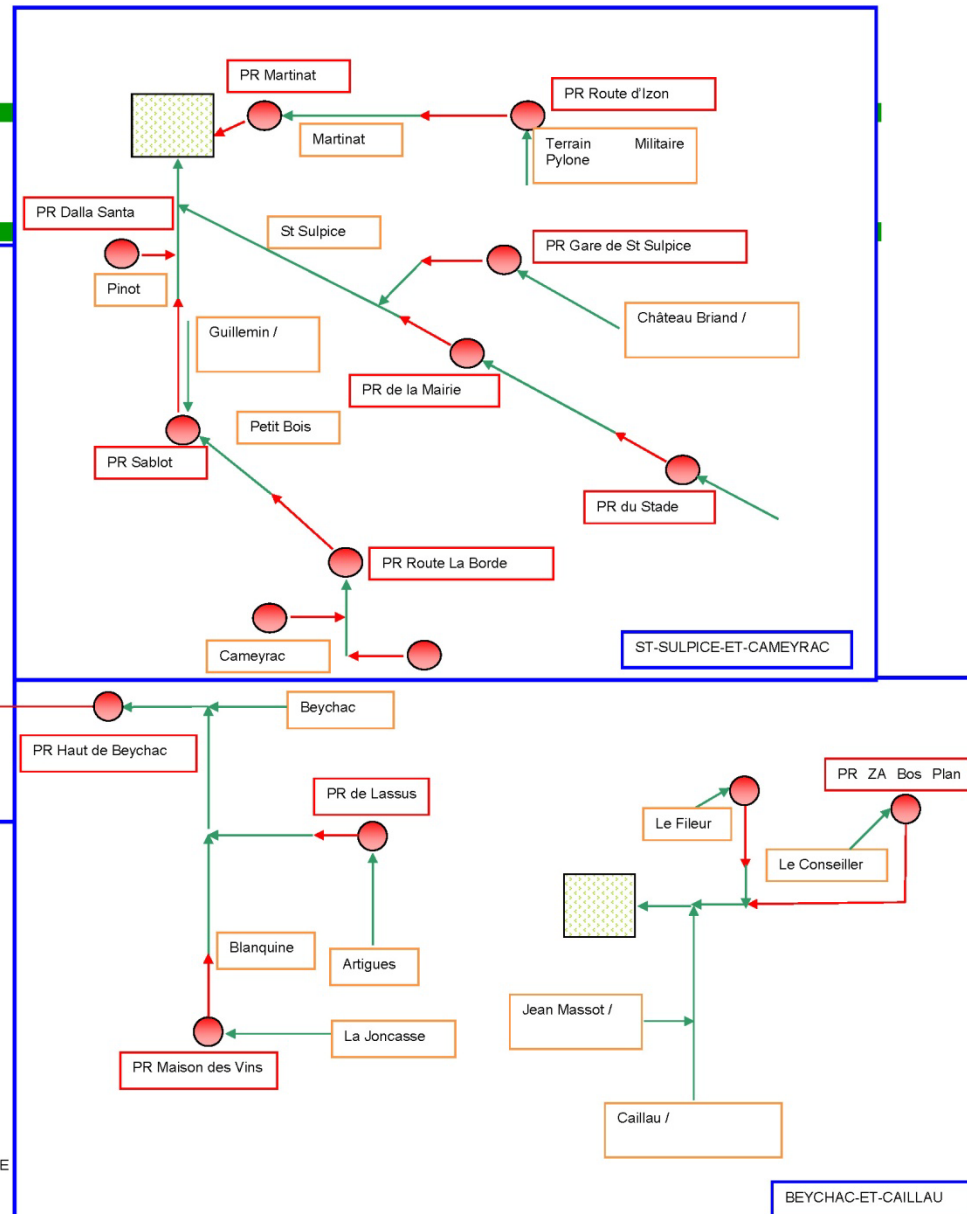 PR Martinat
PR Route d'Izon
Martinat
Terrain Militaire
Pylone
PR Dalla Santa
St Sulpice
PR Gare de St Sulpice
Pinot
Château Briand /
Guillemin /
PR de la Mairie
Petit Bois
PR Sablot
PR du Stade
PR Route La Borde
Cameyrac
ST-SULPICE-ET-CAMEYRAC
Beychac
PR Haut de Beychac
PR de Lassus
PR ZA Bos Plan
Le Fileur
Le Conseiller
Blanquine
Artigues
Jean Massot /
La Joncasse
PR Maison des Vins
Caillau /
E
BEYCHAC-ET-CAILLAU